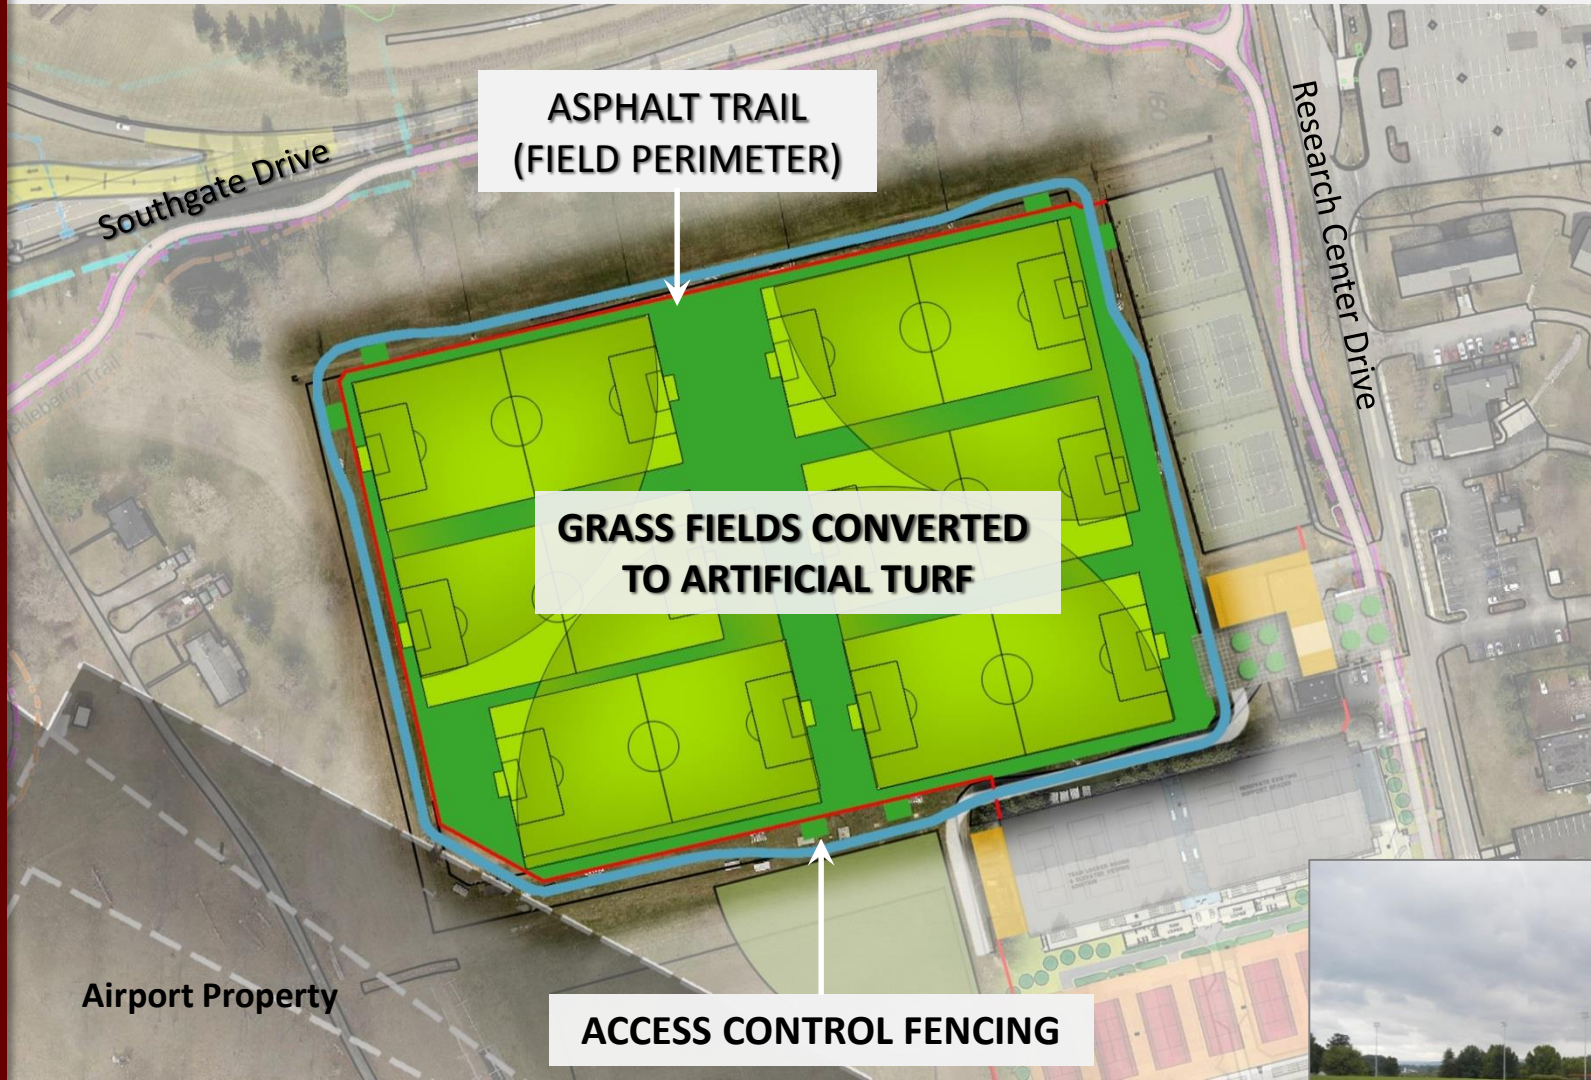 ASPHALT TRAIL
(FIELD PERIMETER)
Southgate Drive
Research Center Drive
Trail
GRASS FIELDS CONVERTED
TO ARTIFICIAL TURF
Airport Property
ACCESS CONTROL FENCING